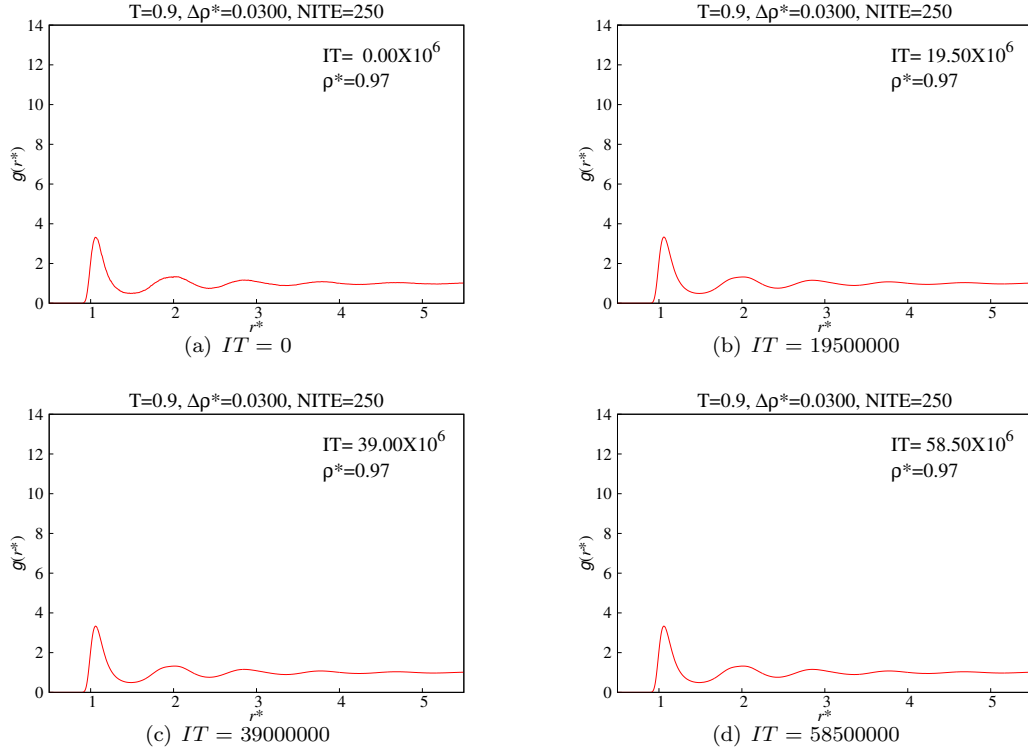 T=0.9, Δρ*=0.0300, NITE=250
IT= 0.00X10^6
ρ*=0.97
g(r*)
14
12
10
8
6
4
2
0
1 2 3 4 5
r*
(a) IT = 0
T=0.9, Δρ*=0.0300, NITE=250
IT= 19.50X10^6
ρ*=0.97
g(r*)
14
12
10
8
6
4
2
0
1 2 3 4 5
r*
(b) IT = 19500000
T=0.9, Δρ*=0.0300, NITE=250
IT= 39.00X10^6
ρ*=0.97
g(r*)
14
12
10
8
6
4
2
0
1 2 3 4 5
r*
(c) IT = 39000000
T=0.9, Δρ*=0.0300, NITE=250
IT= 58.50X10^6
ρ*=0.97
g(r*)
14
12
10
8
6
4
2
0
1 2 3 4 5
r*
(d) IT = 58500000